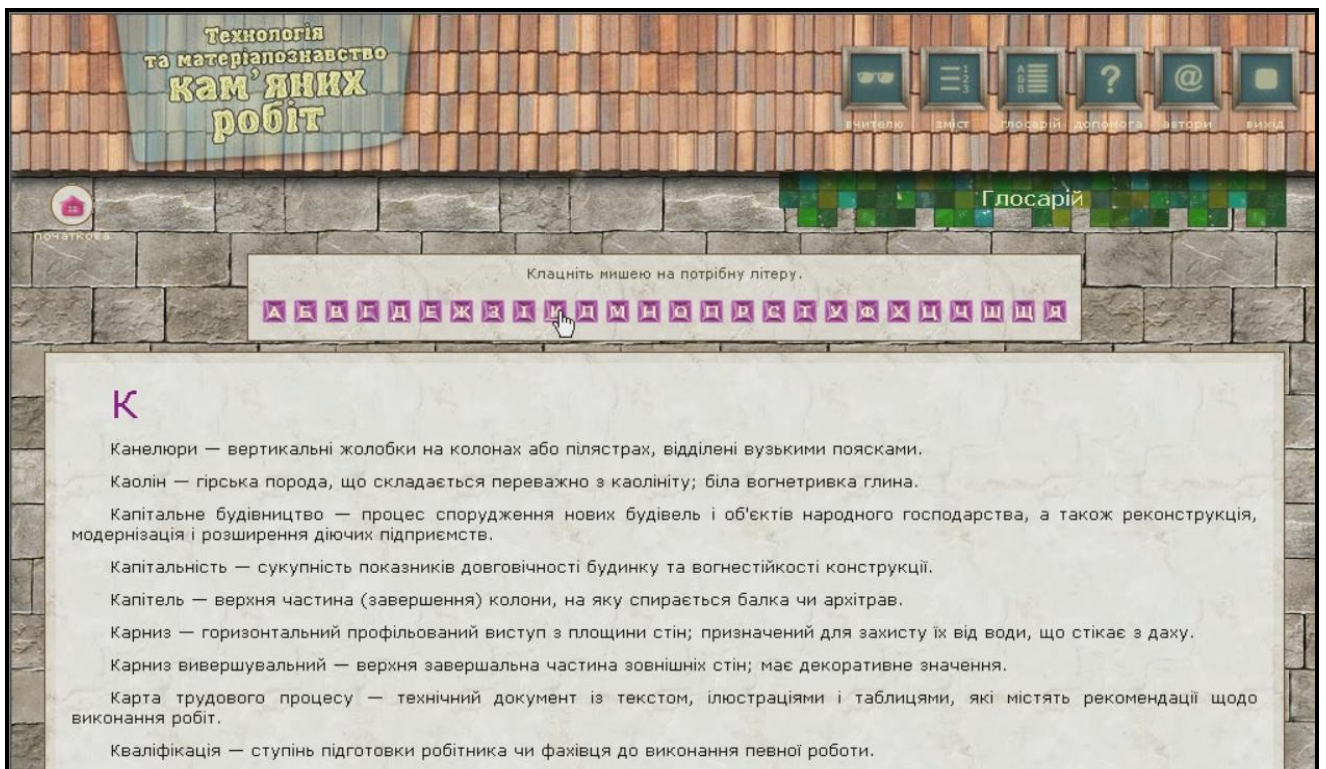 Технологія
та матеріалознавство
кам’яних
робіт
А
Б
В
1
2
3
?
@
вчителю зміст глосарій допомога автори вихід
початкова
Глосарій
Клацніть мишею на потрібну літеру.
А Б В Г Д Е Ж З І К Л М Н О П Р С Т У Ф Х Ц Ч Ш Щ Я
К
Канелюри — вертикальні жолобки на колонах або пілястрах, відділені вузькими поясками.
Каолін — гірська порода, що складається переважно з каолініту; біла вогнетривка глина.
Капітальне будівництво — процес спорудження нових будівель і об'єктів народного господарства, а також реконструкція,
модернізація і розширення діючих підприємств.
Капітальність — сукупність показників довговічності будинку та вогнестійкості конструкції.
Капітель — верхня частина (завершення) колони, на яку спирається балка чи архітрав.
Карниз — горизонтальний профільований виступ з площини стін; призначений для захисту їх від води, що стікає з даху.
Карниз вивершувальний — верхня завершальна частина зовнішніх стін; має декоративне значення.
Карта трудового процесу — технічний документ із текстом, ілюстраціями і таблицями, які містять рекомендації щодо
виконання робіт.
Кваліфікація — ступінь підготовки робітника чи фахівця до виконання певної роботи.